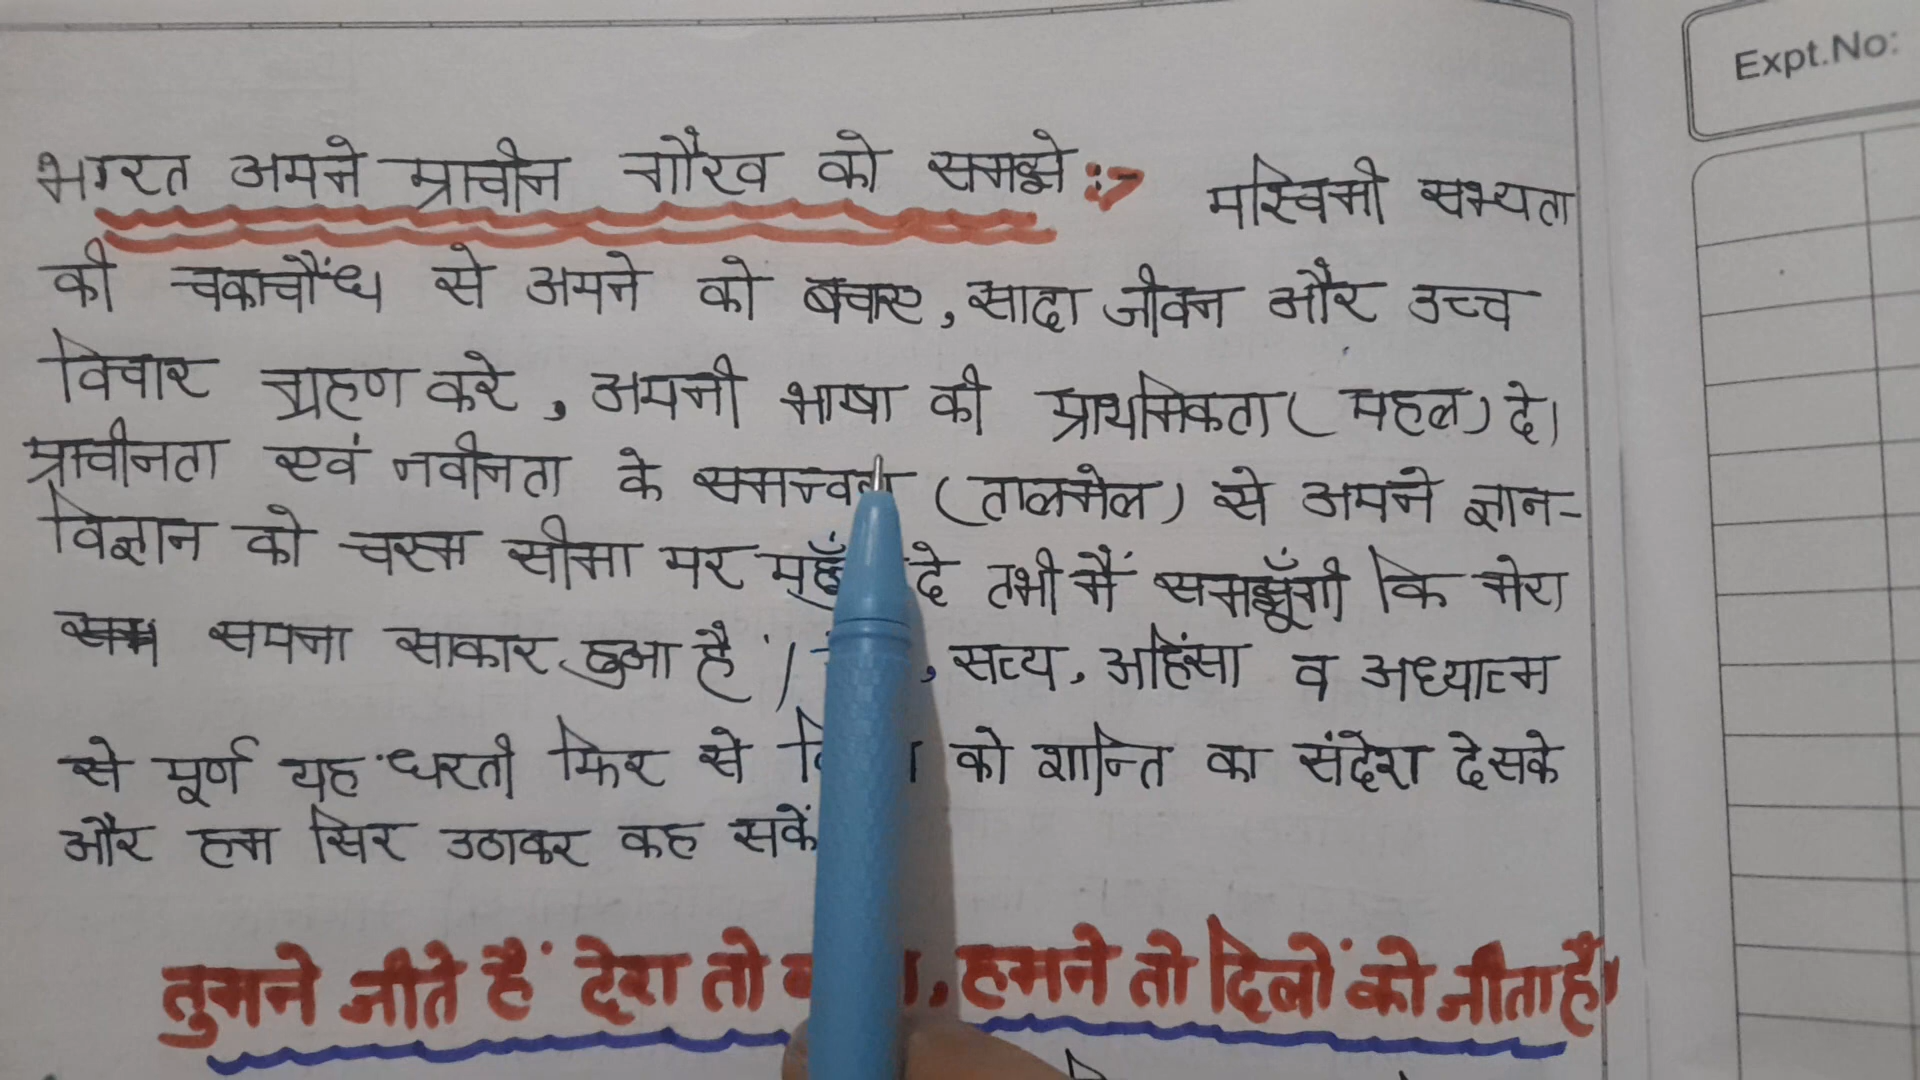 Expt.No:
भारत अपने प्राचीन गौरव को समझे :- पश्चिमी सभ्यता
की चकाचौंध से अपने को बचाए, सादा जीवन और उच्च
विचार ग्रहण करे, अपनी भाषा को प्राथमिकता (महत्व) दे।
प्राचीनता एवं नवीनता के समन्वय (तालमेल) से अपने ज्ञान-
विज्ञान को चरम सीमा पर दे तभी मैं समझूँगी कि मेरा
सपना साकार हुआ है। , सत्य, अहिंसा व अध्यात्म
से पूर्ण यह धरती फिर से को शान्ति का संदेश दे सके
और हम सिर उठाकर कह सकें
तुमने जीते हैं देश तो , हमने तो दिलों को जीता है।